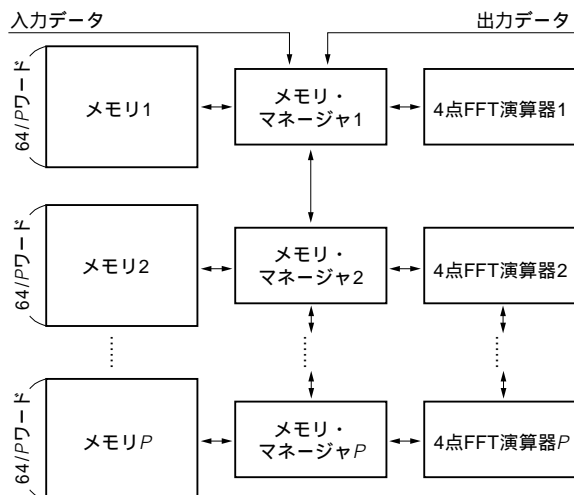 入力データ
出力データ
64/Pワード
メモリ1
メモリ・
マネージャ1
4点FFT演算器1
64/Pワード
メモリ2
メモリ・
マネージャ2
4点FFT演算器2
64/Pワード
メモリP
メモリ・
マネージャP
4点FFT演算器P